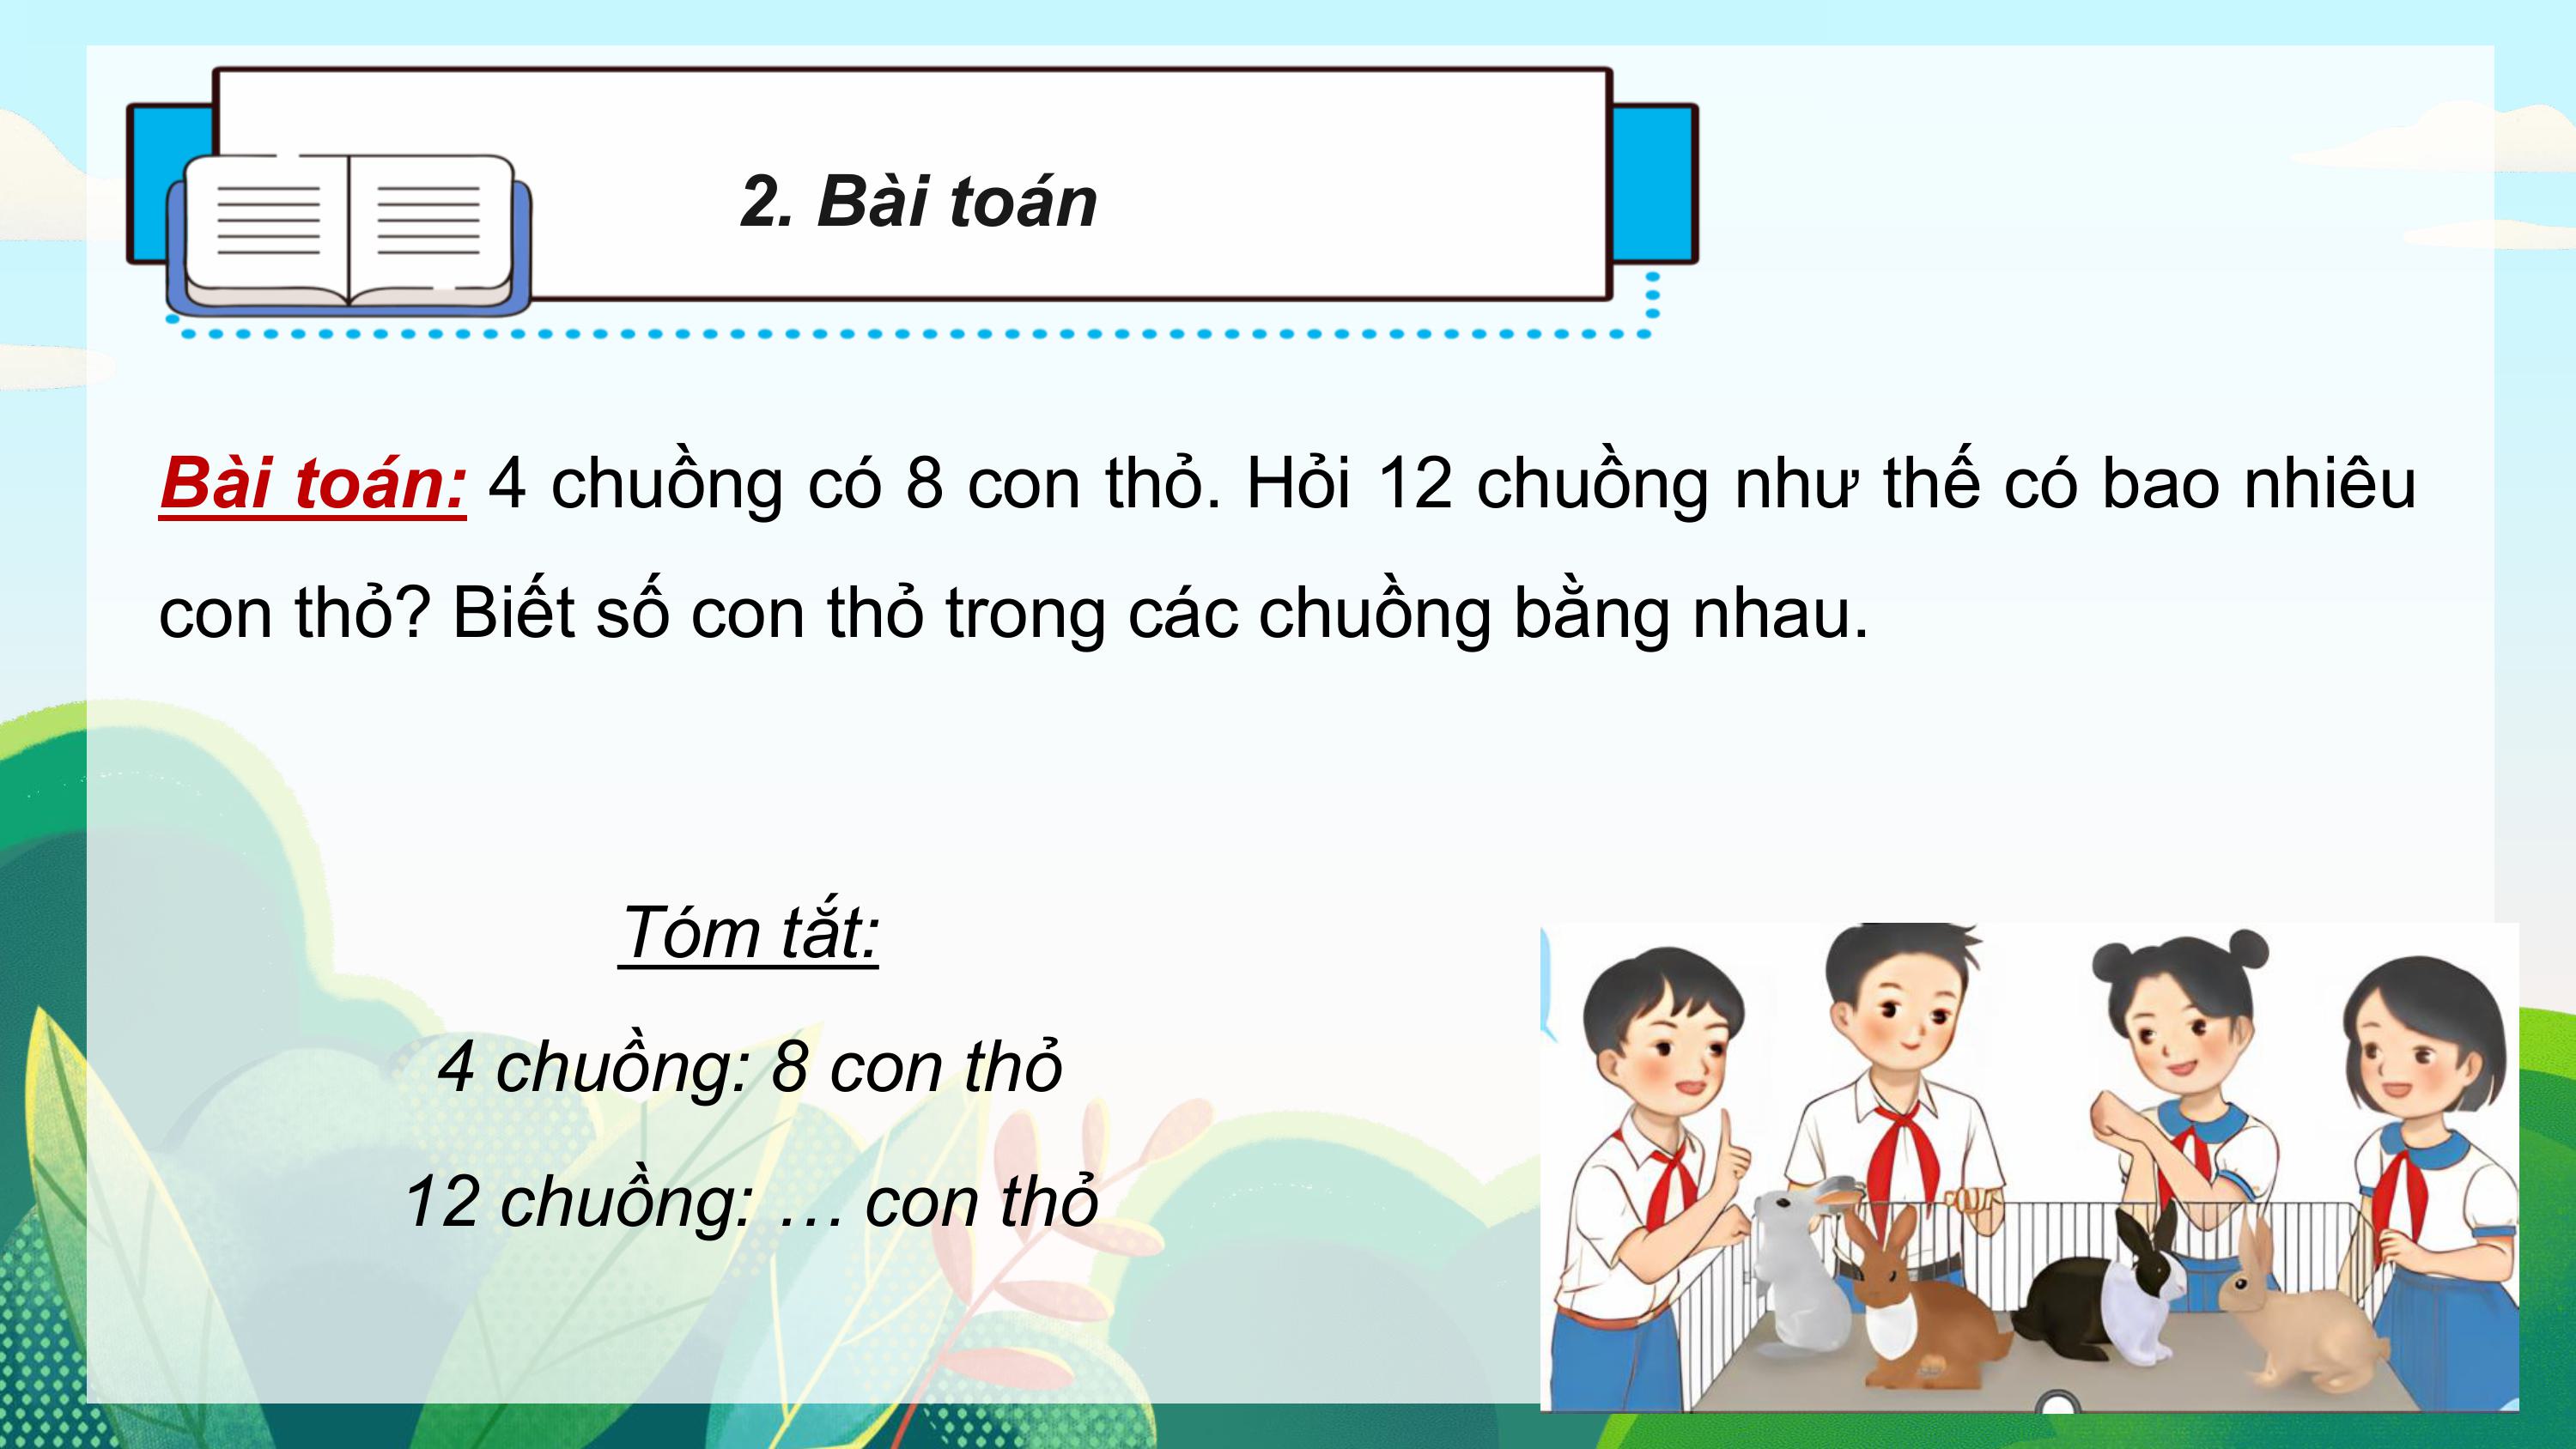 2. Bài toán
Bài toán: 4 chuồng có 8 con thỏ. Hỏi 12 chuồng như thế có bao nhiêu
con thỏ? Biết số con thỏ trong các chuồng bằng nhau.
Tóm tắt:
4 chuồng: 8 con thỏ
12 chuồng: … con thỏ